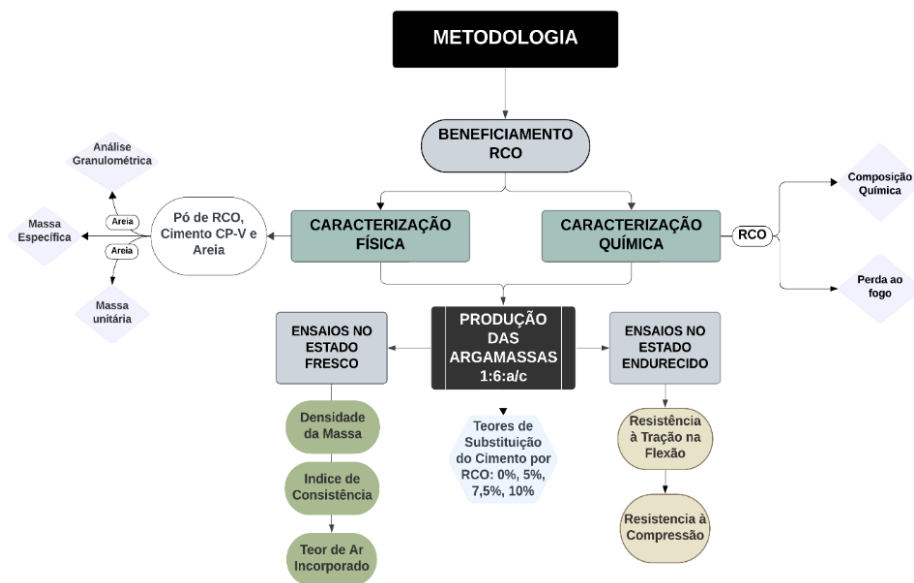 METODOLOGIA
BENEFICIAMENTO
RCO
Análise
Granulométrica
Massa
Específica
Massa
unitária
Areia
Areia
Pó de RCO,
Cimento CP-V e
Areia
CARACTERIZAÇÃO
FÍSICA
CARACTERIZAÇÃO
QUÍMICA
RCO
Composição
Química
Perda ao
fogo
ENSAIOS NO
ESTADO
FRESCO
PRODUÇÃO
DAS
ARGAMASSAS
1:6:a/c
ENSAIOS NO
ESTADO
ENDURECIDO
Densidade
da Massa
Indice de
Consistência
Teor de Ar
Incorporado
Teores de
Substituição
do Cimento por
RCO: 0%, 5%,
7,5%, 10%
Resistência
à Tração na
Flexão
Resistencia à
Compressão